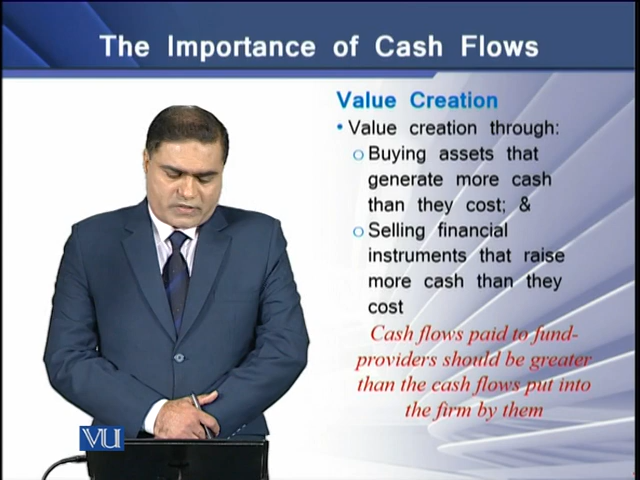 The Importance of Cash Flows
Value Creation
• Value creation through:
o Buying assets that
generate more cash
than they cost; &
o Selling financial
instruments that raise
more cash than they
cost
Cash flows paid to fund-
providers should be greater
than the cash flows put into
the firm by them
VU